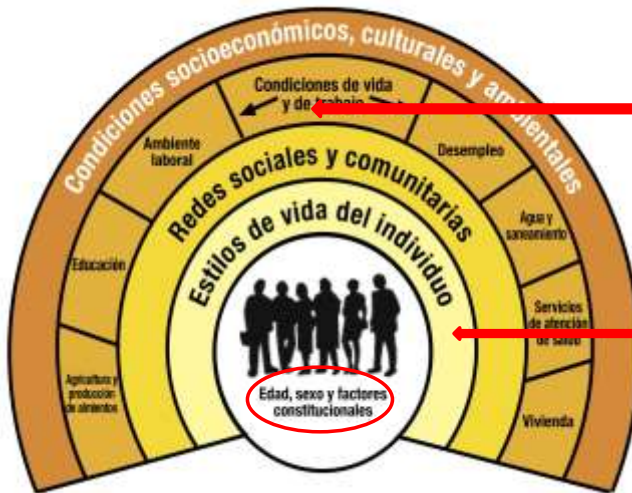 Condiciones socioeconómicos, culturales y ambientales
Condiciones de vida
y de trabajo
Ambiente
laboral
Desempleo
Redes sociales y comunitarias
Agua y
saneamiento
Educación
Estilos de vida del individuo
Servicios
de atención
de salud
Agricultura y
producción
de alimentos
Edad, sexo y factores
constitucionales
Vivienda